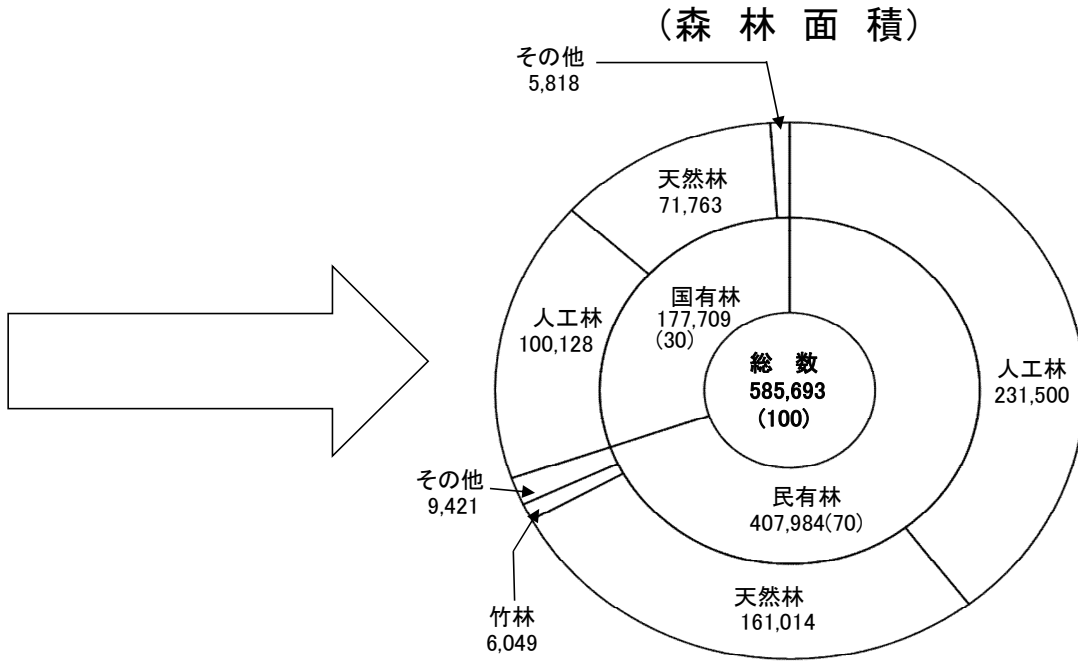 （森 林 面 積）
その他
5,818
天然林
71,763
国有林
177,709
(30)
人工林
100,128
総 数
585,693
(100)
人工林
231,500
その他
9,421
民有林
407,984(70)
天然林
161,014
竹林
6,049